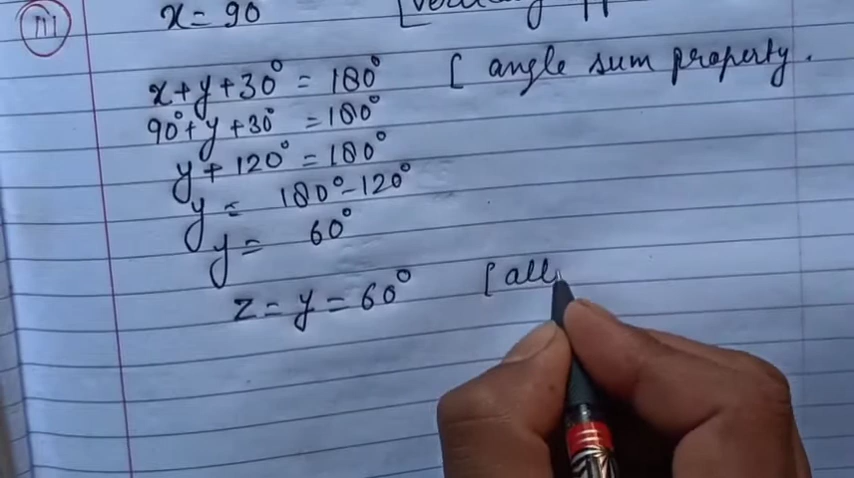 iii x = 90
x+y+30° = 180° [ angle sum property.
90°+y+30° = 180°
y+120° = 180°
y = 180°-120°
y = 60°
z = y = 60° [ all